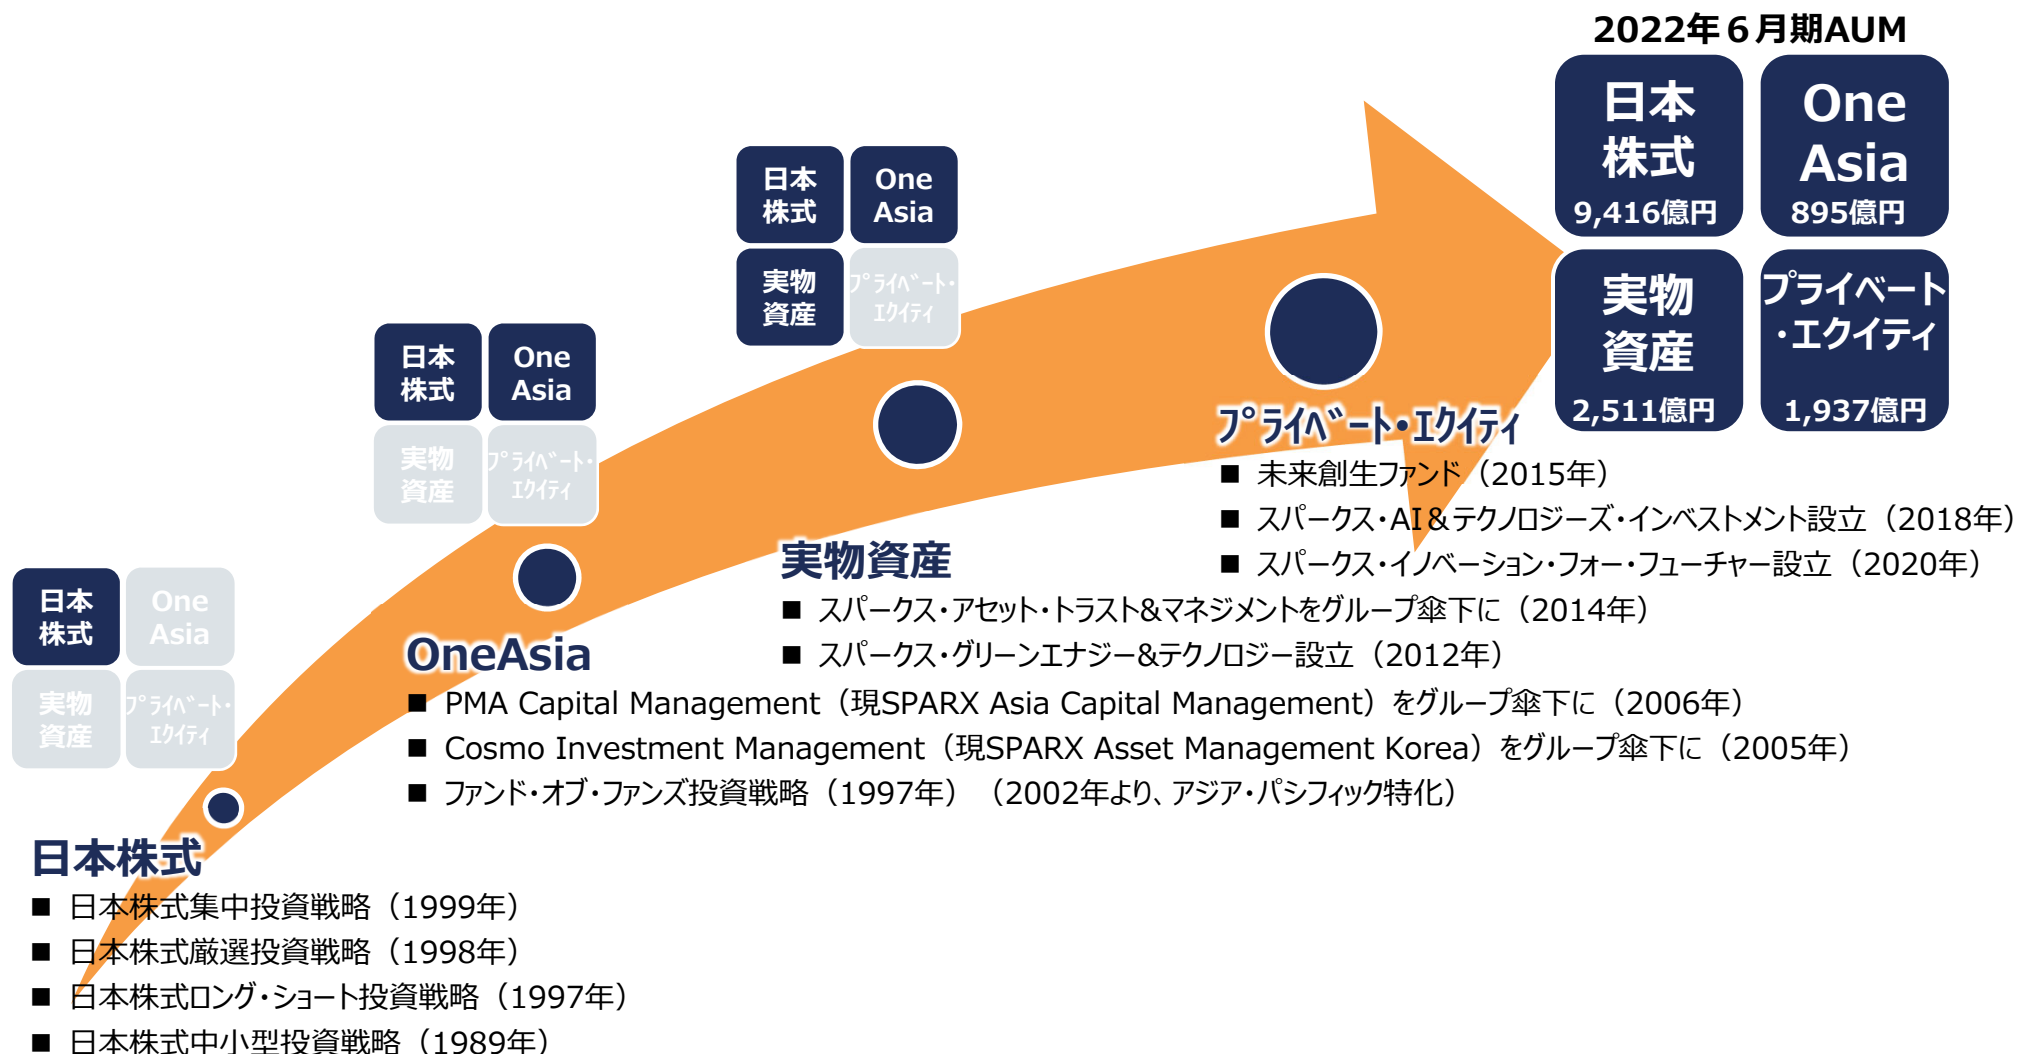 2022年６月期AUM
日本
株式
9,416億円
One
Asia
895億円
実物
資産
2,511億円
プライベート
・エクイティ
1,937億円
日本
株式
One
Asia
実物
資産
ﾌﾟﾗｲﾍﾞｰﾄ・
ｴｸｲﾃｨ
日本
株式
One
Asia
実物
資産
ﾌﾟﾗｲﾍﾞｰﾄ・
ｴｸｲﾃｨ
日本
株式
One
Asia
実物
資産
ﾌﾟﾗｲﾍﾞｰﾄ・
ｴｸｲﾃｨ
ﾌﾟﾗｲﾍﾞｰﾄ・ｴｸｲﾃｨ
■ 未来創生ファンド（2015年）
■ スパークス・AI＆テクノロジーズ・インベストメント設立（2018年）
■ スパークス・イノベーション・フォー・フューチャー設立（2020年）
実物資産
■ スパークス・アセット・トラスト&マネジメントをグループ傘下に（2014年）
■ スパークス・グリーンエナジー&テクノロジー設立（2012年）
OneAsia
■ PMA Capital Management（現SPARX Asia Capital Management）をグループ傘下に（2006年）
■ Cosmo Investment Management（現SPARX Asset Management Korea）をグループ傘下に（2005年）
■ ファンド・オブ・ファンズ投資戦略（1997年）（2002年より、アジア・パシフィック特化）
日本株式
■ 日本株式集中投資戦略（1999年）
■ 日本株式厳選投資戦略（1998年）
■ 日本株式ロング・ショート投資戦略（1997年）
■ 日本株式中小型投資戦略（1989年）